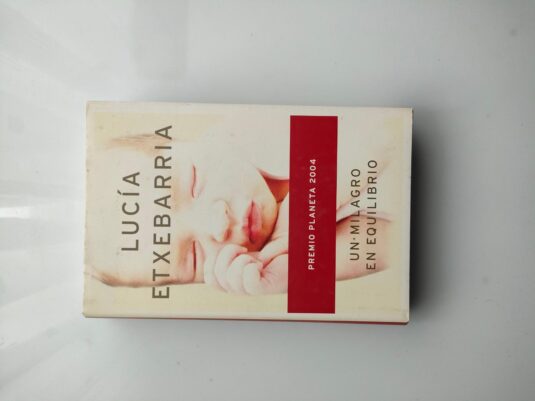 LUCÍA
ETXEBARRIA
PREMIO PLANETA 2004
UN·MILAGRO
EN EQUILIBRIO